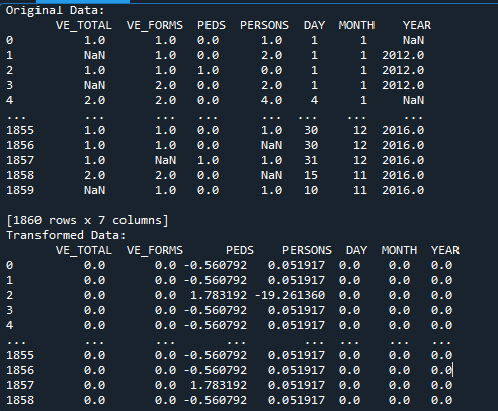 Original Data:
VE_TOTAL VE_FORMS PEDS PERSONS DAY MONTH YEAR
0 1.0 1.0 0.0 1.0 1 1 NaN
1 NaN 1.0 0.0 2.0 1 1 2012.0
2 1.0 1.0 1.0 0.0 1 1 2012.0
3 NaN 2.0 0.0 2.0 1 1 2012.0
4 2.0 2.0 0.0 4.0 4 1 NaN
... ... ... ... ... ... ... ...
1855 1.0 1.0 0.0 1.0 30 12 2016.0
1856 1.0 1.0 0.0 NaN 30 12 2016.0
1857 1.0 NaN 1.0 1.0 31 12 2016.0
1858 2.0 2.0 0.0 NaN 15 11 2016.0
1859 NaN 1.0 0.0 1.0 10 11 2016.0
[1860 rows x 7 columns]
Transformed Data:
VE_TOTAL VE_FORMS PEDS PERSONS DAY MONTH YEAR
0 0.0 0.0 -0.560792 0.051917 0.0 0.0 0.0
1 0.0 0.0 -0.560792 0.051917 0.0 0.0 0.0
2 0.0 0.0 1.783192 -19.261360 0.0 0.0 0.0
3 0.0 0.0 -0.560792 0.051917 0.0 0.0 0.0
4 0.0 0.0 -0.560792 0.051917 0.0 0.0 0.0
... ... ... ... ... ... ... ...
1855 0.0 0.0 -0.560792 0.051917 0.0 0.0 0.0
1856 0.0 0.0 -0.560792 0.051917 0.0 0.0 0.0
1857 0.0 0.0 1.783192 0.051917 0.0 0.0 0.0
1858 0.0 0.0 -0.560792 0.051917 0.0 0.0 0.0